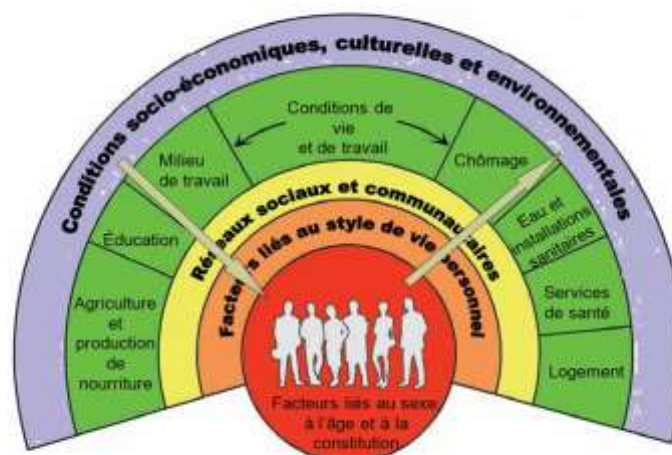 Conditions socio-économiques, culturelles et environnementales
Conditions de
vie
et de travail
Milieu
de travail
Chômage
Réseaux sociaux et communautaires
Éducation
Eau et
installations
sanitaires
Facteurs liés au style de vie personnel
Agriculture
et
production
de
nourriture
Services
de santé
Logement
Facteurs liés au sexe
à l'âge et à la
constitution